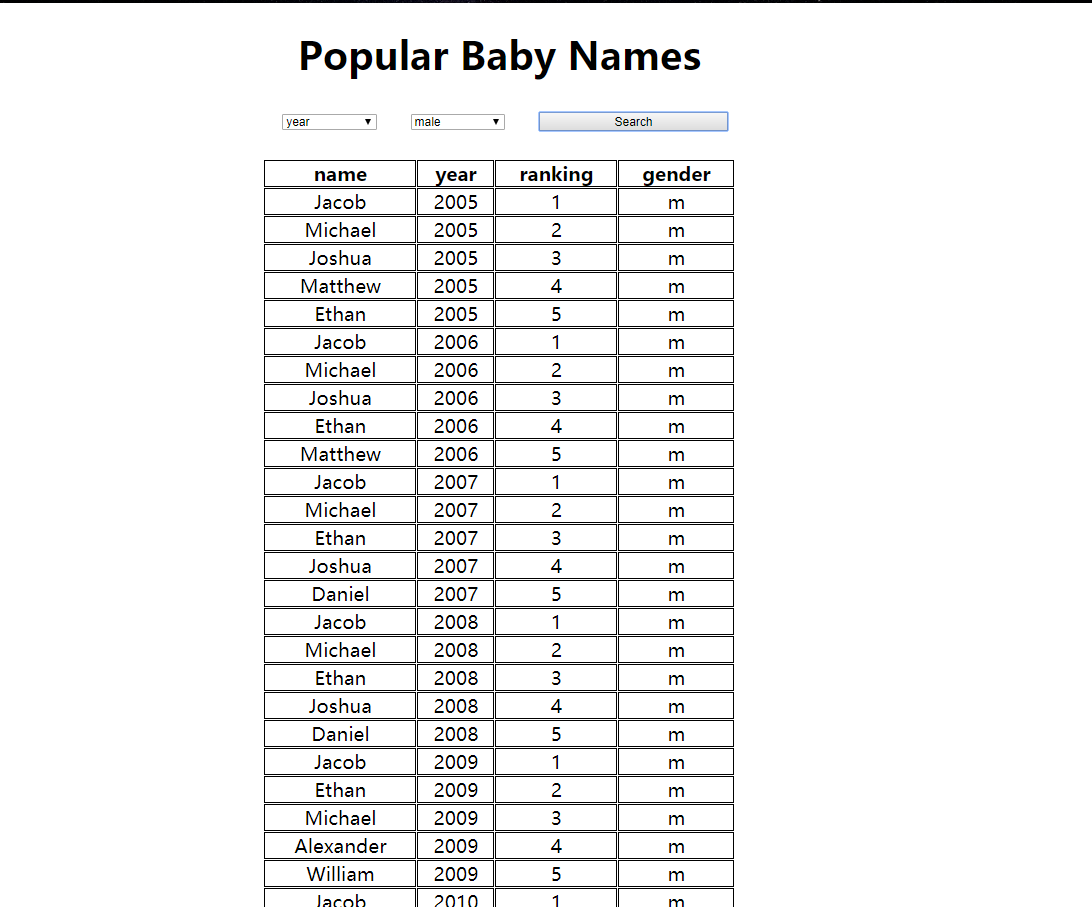 Popular Baby Names
year male Search
name year ranking gender
Jacob 2005 1 m
Michael 2005 2 m
Joshua 2005 3 m
Matthew 2005 4 m
Ethan 2005 5 m
Jacob 2006 1 m
Michael 2006 2 m
Joshua 2006 3 m
Ethan 2006 4 m
Matthew 2006 5 m
Jacob 2007 1 m
Michael 2007 2 m
Ethan 2007 3 m
Joshua 2007 4 m
Daniel 2007 5 m
Jacob 2008 1 m
Michael 2008 2 m
Ethan 2008 3 m
Joshua 2008 4 m
Daniel 2008 5 m
Jacob 2009 1 m
Ethan 2009 2 m
Michael 2009 3 m
Alexander 2009 4 m
William 2009 5 m
Jacob 2010 1 m